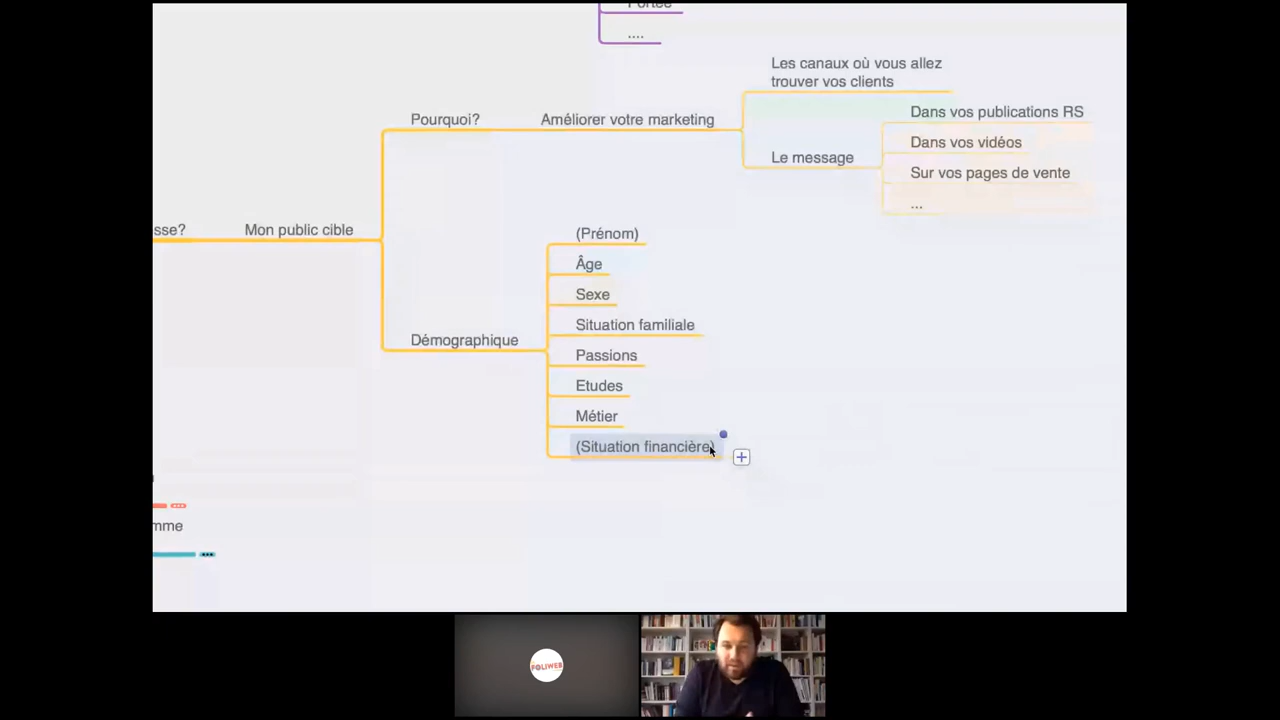 Portée
....
Les canaux où vous allez
trouver vos clients
Pourquoi?
Améliorer votre marketing
Dans vos publications RS
Dans vos vidéos
Le message
Sur vos pages de vente
...
sse?
Mon public cible
(Prénom)
Âge
Sexe
Situation familiale
Démographique
Passions
Etudes
Métier
(Situation financière)
mme
FOLIWEB